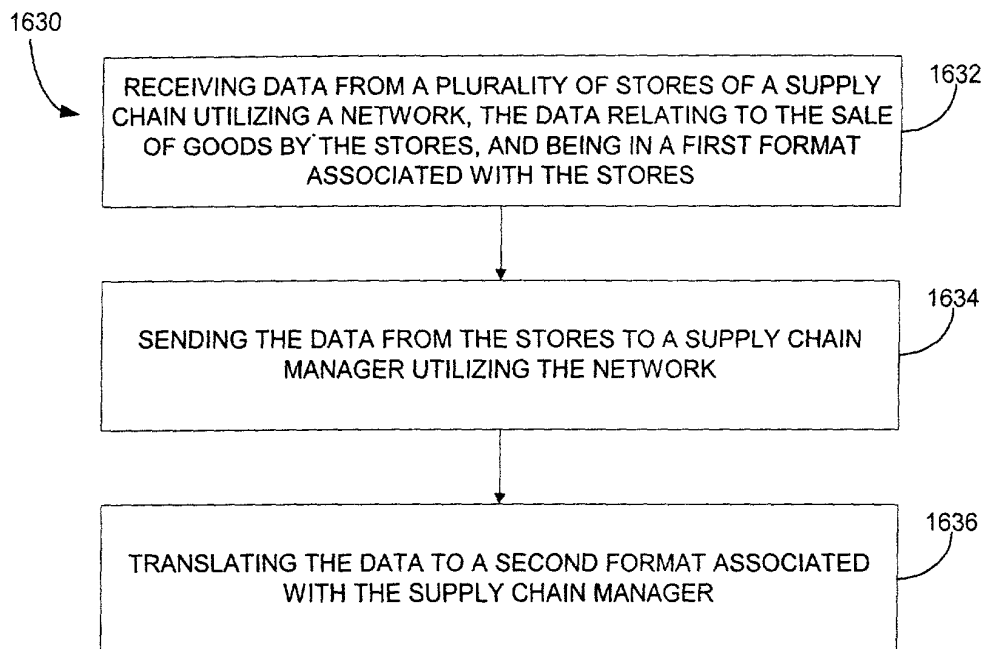 1630
1632
RECEIVING DATA FROM A PLURALITY OF STORES OF A SUPPLY
CHAIN UTILIZING A NETWORK, THE DATA RELATING TO THE SALE
OF GOODS BY THE STORES, AND BEING IN A FIRST FORMAT
ASSOCIATED WITH THE STORES
1634
SENDING THE DATA FROM THE STORES TO A SUPPLY CHAIN
MANAGER UTILIZING THE NETWORK
1636
TRANSLATING THE DATA TO A SECOND FORMAT ASSOCIATED
WITH THE SUPPLY CHAIN MANAGER